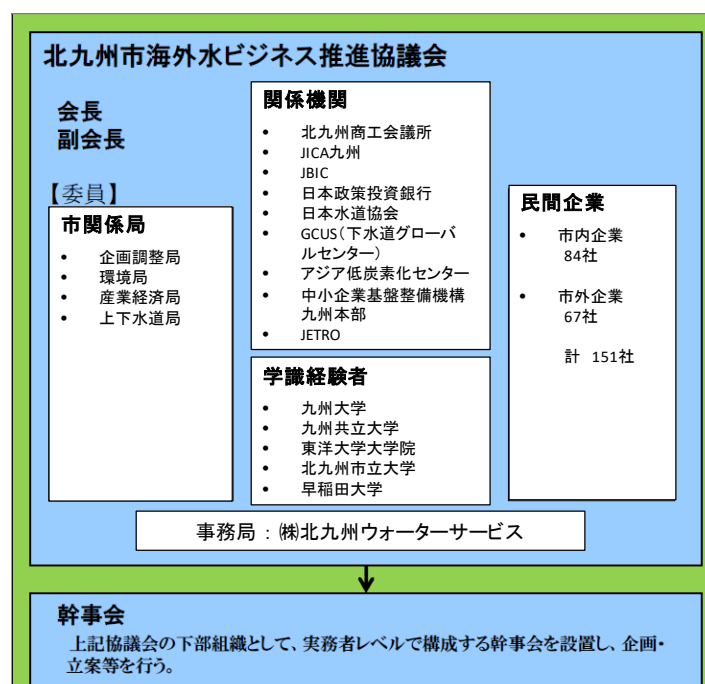 北九州市海外水ビジネス推進協議会
会長
副会長
【委員】
市関係局
• 企画調整局
• 環境局
• 産業経済局
• 上下水道局
関係機関
• 北九州商工会議所
• JICA九州
• JBIC
• 日本政策投資銀行
• 日本水道協会
• GCUS(下水道グローバ
ルセンター)
• アジア低炭素化センター
• 中小企業基盤整備機構
九州本部
• JETRO
学識経験者
• 九州大学
• 九州共立大学
• 東洋大学大学院
• 北九州市立大学
• 早稲田大学
民間企業
• 市内企業
84社
• 市外企業
67社
計 151社
事務局 : ㈱北九州ウォーターサービス
幹事会
上記協議会の下部組織として、実務者レベルで構成する幹事会を設置し、企画・
立案等を行う。